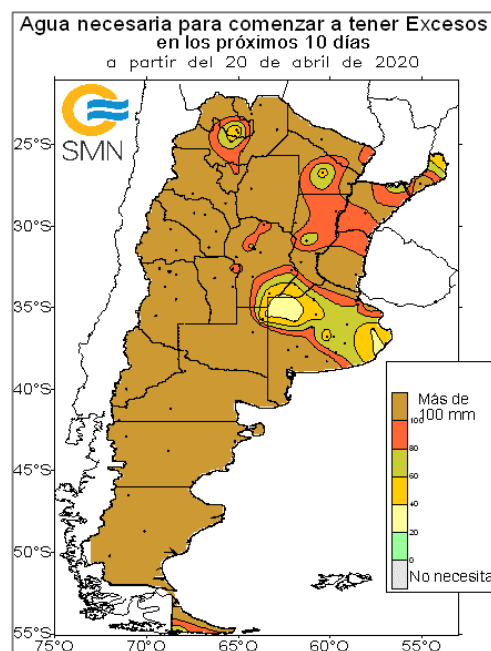 Agua necesaria para comenzar a tener Excesos
en los próximos 10 días
a partir del 20 de abril de 2020
SMN
25°S
30°S
35°S
40°S
45°S
50°S
55°S
75°O 70°O 65°O 60°O 55°O
Más de
100 mm
100
80
60
40
20
0
No necesita